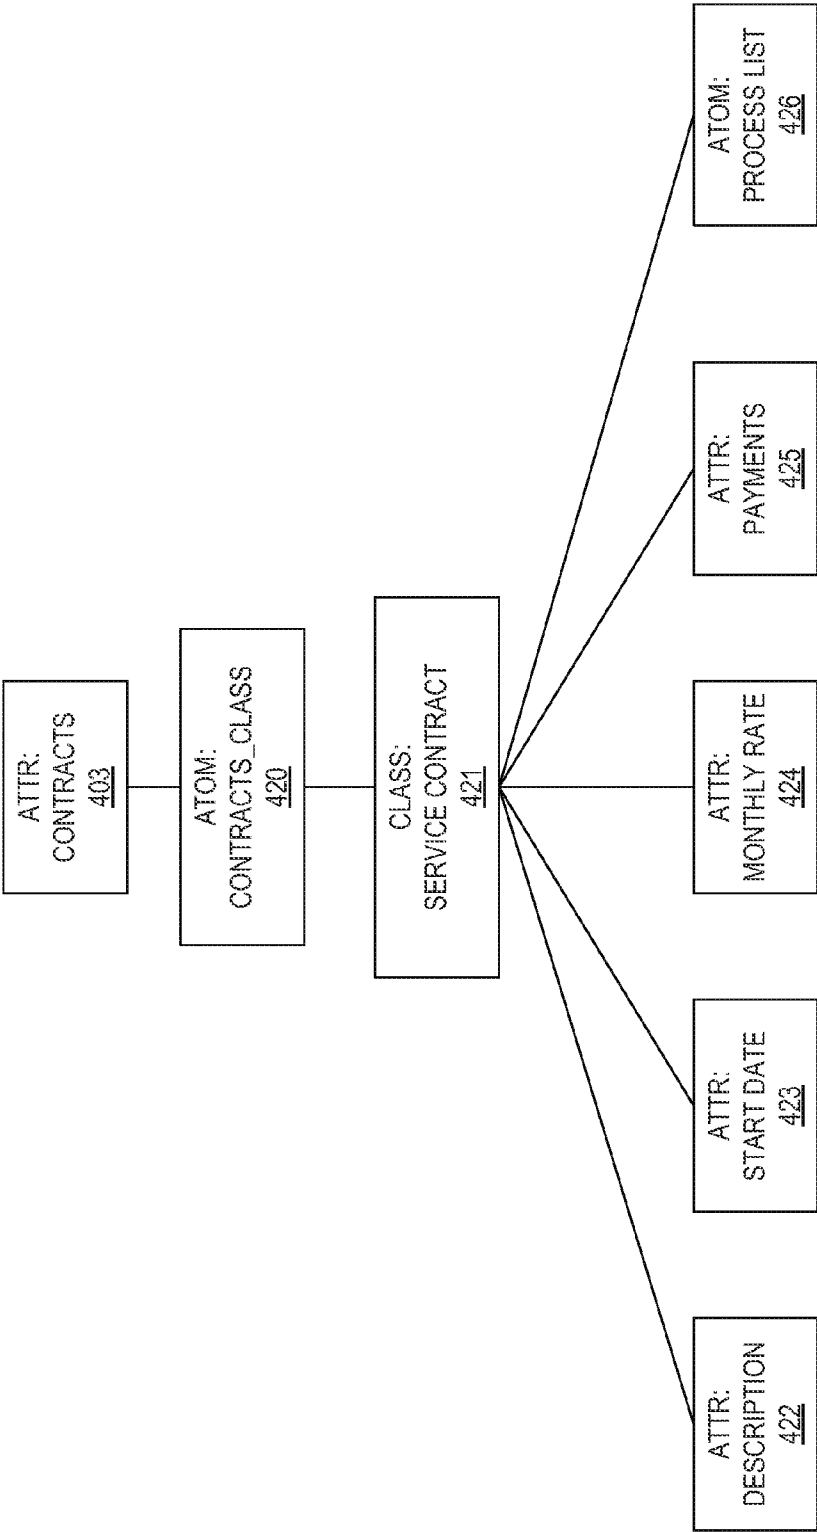 ATTR:
CONTRACTS
403
ATOM:
CONTRACTS_CLASS
420
CLASS:
SERVICE CONTRACT
421
ATTR:
DESCRIPTION
422
ATTR:
START DATE
423
ATTR:
MONTHLY RATE
424
ATTR:
PAYMENTS
425
ATOM:
PROCESS LIST
426